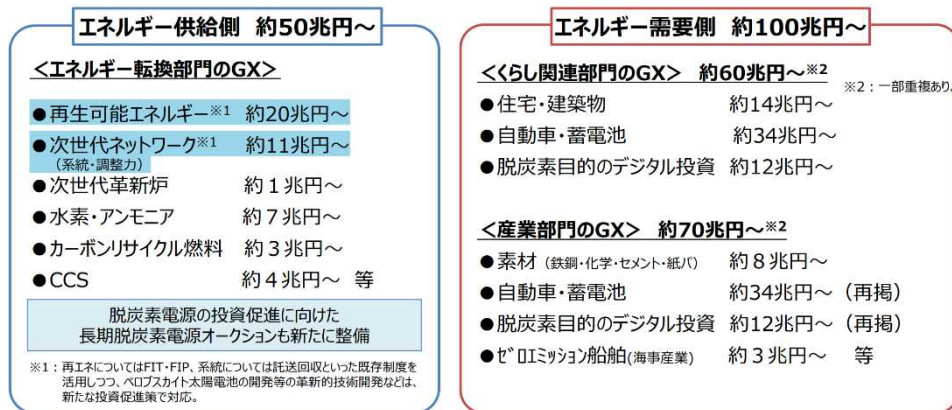 エネルギー供給側 約50兆円～
<エネルギー転換部門のGX>
●再生可能エネルギー※1 約20兆円～
●次世代ネットワーク※1 約11兆円～
（系統・調整力）
●次世代革新炉 約１兆円～
●水素・アンモニア 約７兆円～
●カーボンリサイクル燃料 約３兆円～
●CCS 約４兆円～ 等
脱炭素電源の投資促進に向けた
長期脱炭素電源オークションも新たに整備
※1：再エネについてはFIT・FIP、系統については託送回収といった既存制度を
活用しつつ、ペロブスカイト太陽電池の開発等の革新的技術開発などは、
新たな投資促進策で対応。
エネルギー需要側 約100兆円～
<くらし関連部門のGX> 約60兆円～※2
※2：一部重複あり。
●住宅・建築物 約14兆円～
●自動車・蓄電池 約34兆円～
●脱炭素目的のデジタル投資 約12兆円～
<産業部門のGX> 約70兆円～※2
●素材（鉄鋼・化学・セメント・紙パ） 約８兆円～
●自動車・蓄電池 約34兆円～（再掲）
●脱炭素目的のデジタル投資 約12兆円～（再掲）
●ｾﾞﾛｴﾐｯｼｮﾝ船舶(海事産業) 約３兆円～ 等